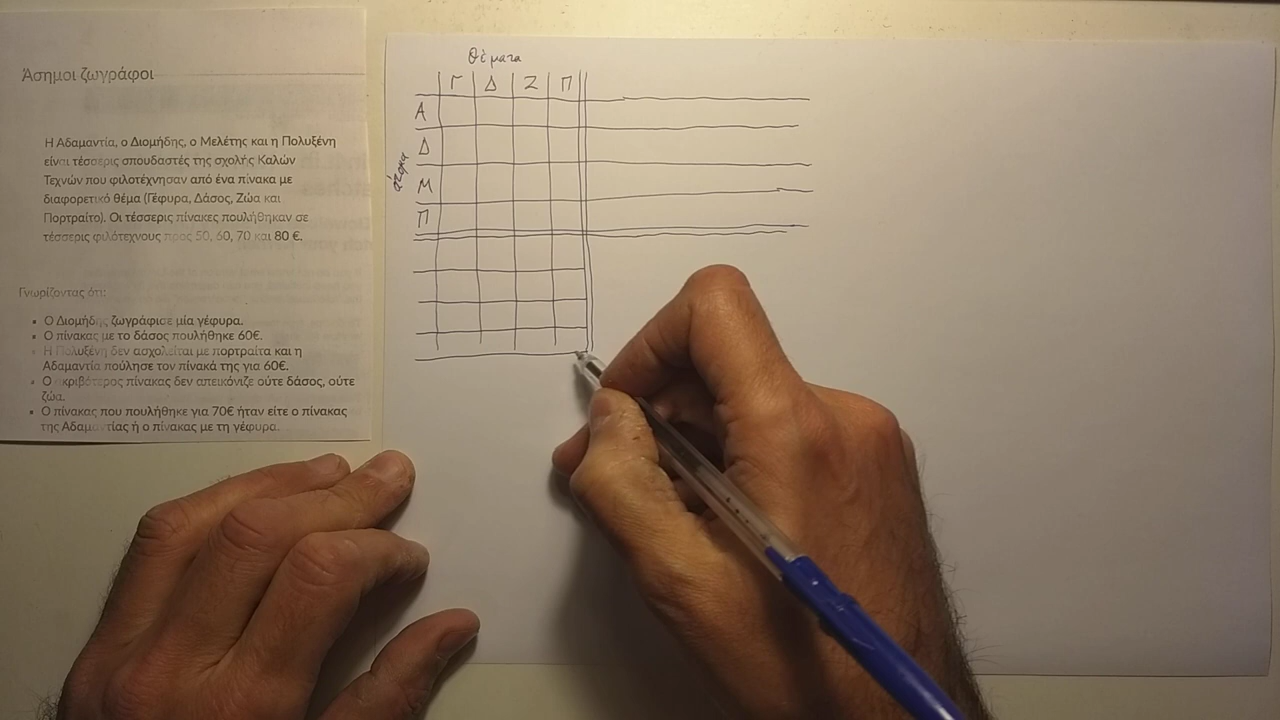 Άσημοι ζωγράφοι
Η Αδαμαντία, ο Διομήδης, ο Μελέτης και η Πολυξένη
είναι τέσσερις σπουδαστές της σχολής Καλών
Τεχνών που φιλοτέχνησαν από ένα πίνακα με
διαφορετικό θέμα (Γέφυρα, Δάσος, Ζώα και
Πορτραίτο). Οι τέσσερις πίνακες πουλήθηκαν σε
τέσσερις φιλότεχνους προς 50, 60, 70 και 80 €.
Γνωρίζοντας ότι:
▪ Ο Διομήδης ζωγράφισε μία γέφυρα.
▪ Ο πίνακας με το δάσος πουλήθηκε 60€.
▪ Η Πολυξένη δεν ασχολείται με πορτραίτα και η
Αδαμαντία πούλησε τον πίνακά της για 60€.
▪ Ο ακριβότερος πίνακας δεν απεικόνιζε ούτε δάσος, ούτε
ζώα.
▪ Ο πίνακας που πουλήθηκε για 70€ ήταν είτε ο πίνακας
της Αδαμαντίας ή ο πίνακας με τη γέφυρα.
Θέματα
Γ Δ Ζ Π
άτομα
Α
Δ
Μ
Π